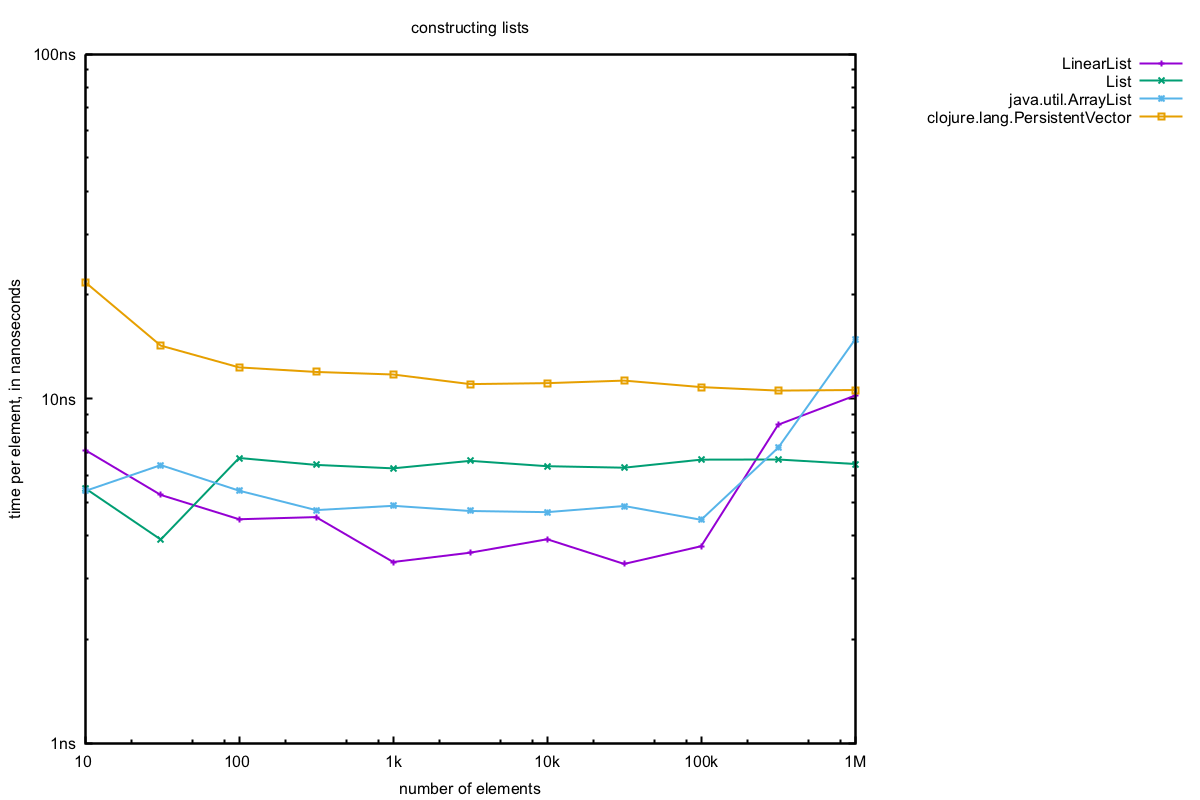 constructing lists
100ns
10ns
1ns
time per element, in nanoseconds
10 100 1k 10k 100k 1M
number of elements
LinearList
List
java.util.ArrayList
clojure.lang.PersistentVector